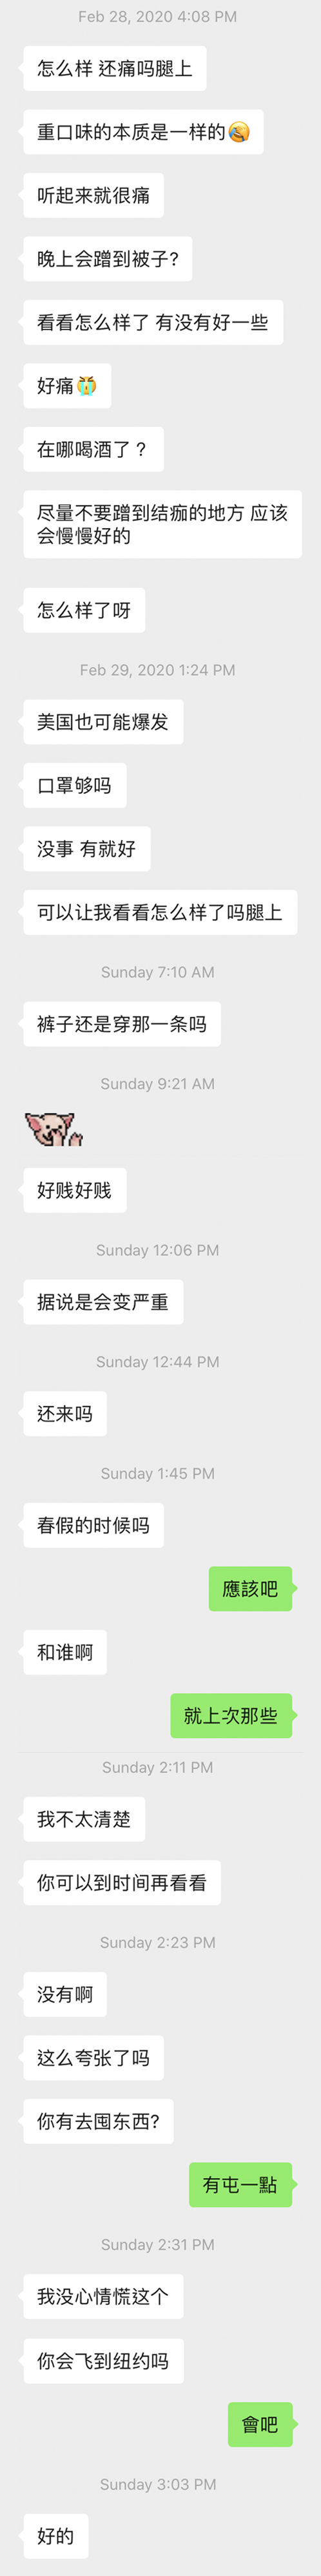 Feb 28, 2020 4:08 PM
怎么样 还痛吗腿上
重口味的本质是一样的😂
听起来就很痛
晚上会蹭到被子?
看看怎么样了 有没有好一些
好痛😭
在哪喝酒了？
尽量不要蹭到结痂的地方 应该
会慢慢好的
怎么样了呀
Feb 29, 2020 1:24 PM
美国也可能爆发
口罩够吗
没事 有就好
可以让我看看怎么样了吗腿上
Sunday 7:10 AM
裤子还是穿那一条吗
Sunday 9:21 AM
好贱好贱
Sunday 12:06 PM
据说是会变严重
Sunday 12:44 PM
还来吗
Sunday 1:45 PM
春假的时候吗
應該吧
和谁啊
就上次那些
Sunday 2:11 PM
我不太清楚
你可以到时间再看看
Sunday 2:23 PM
没有啊
这么夸张了吗
你有去囤东西?
有屯一點
Sunday 2:31 PM
我没心情慌这个
你会飞到纽约吗
會吧
Sunday 3:03 PM
好的